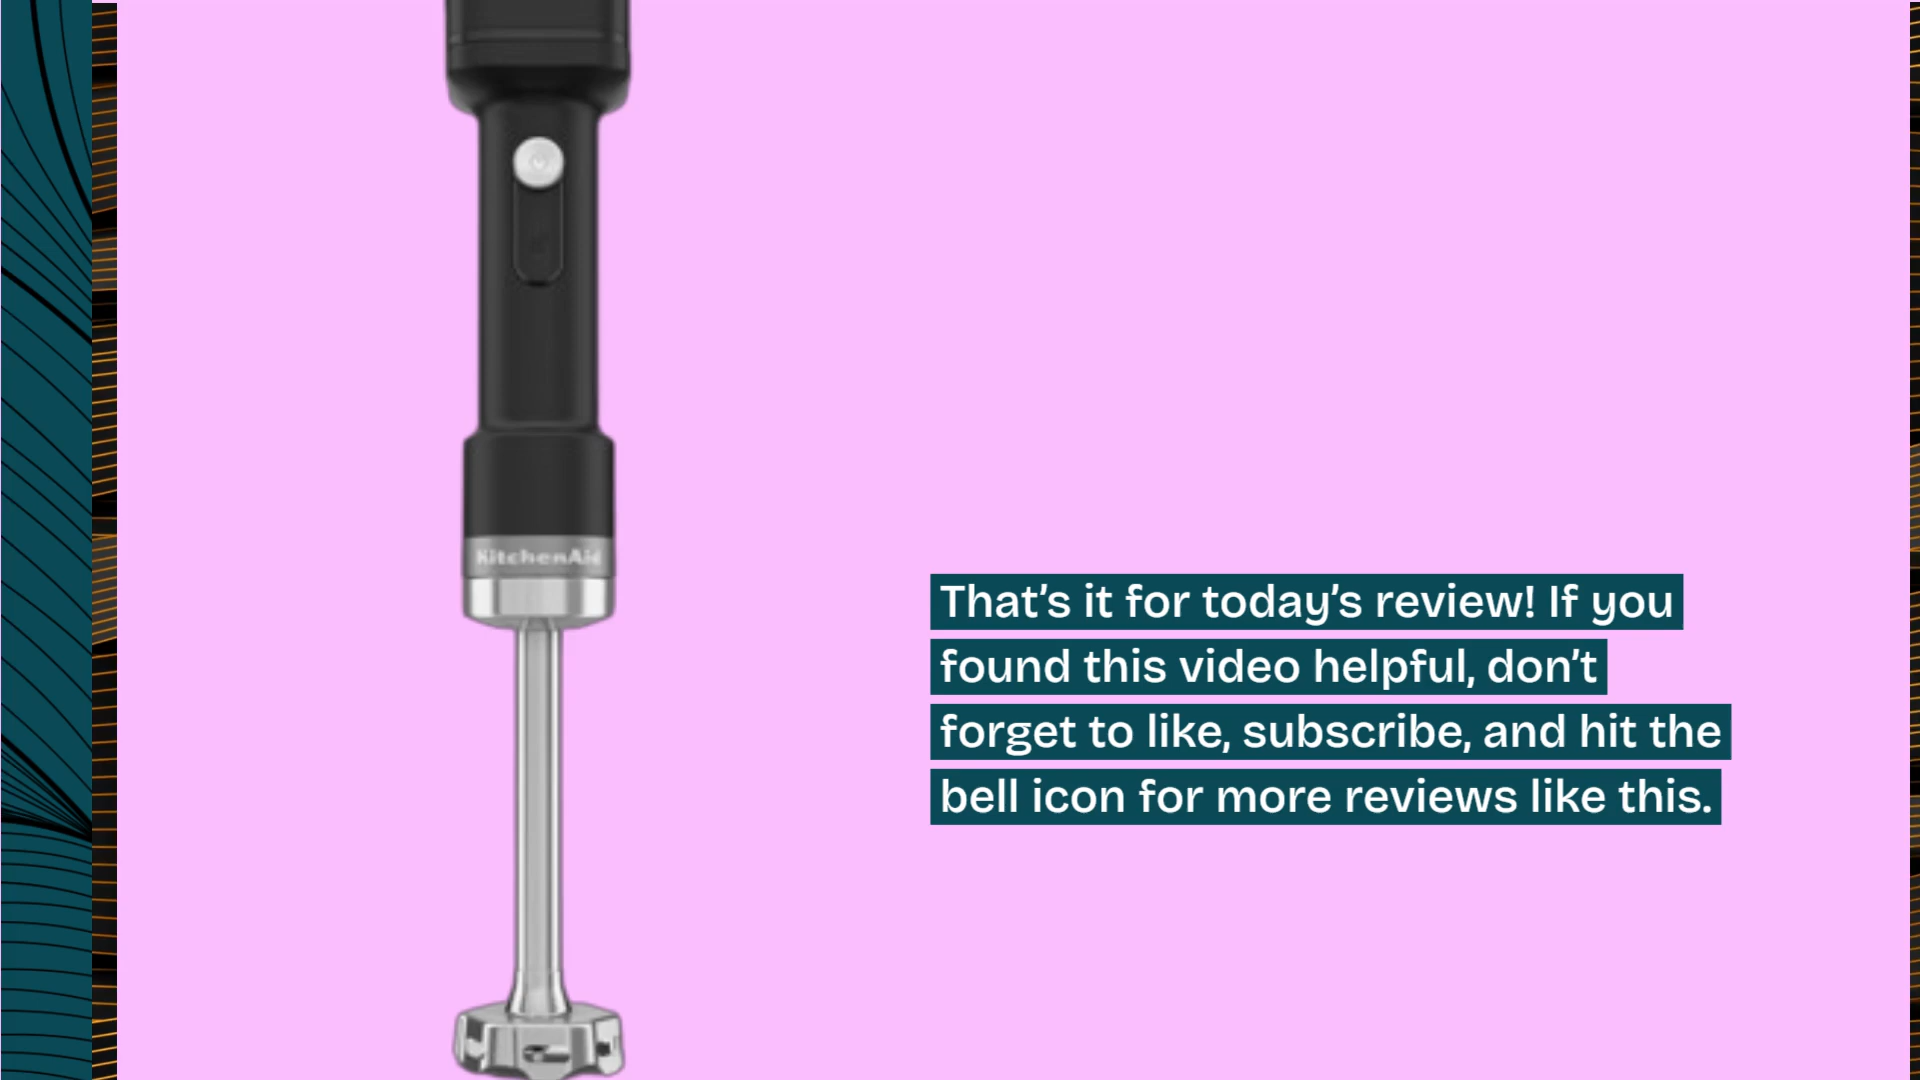 KitchenAid
That’s it for today’s review! If you
found this video helpful, don’t
forget to like, subscribe, and hit the
bell icon for more reviews like this.